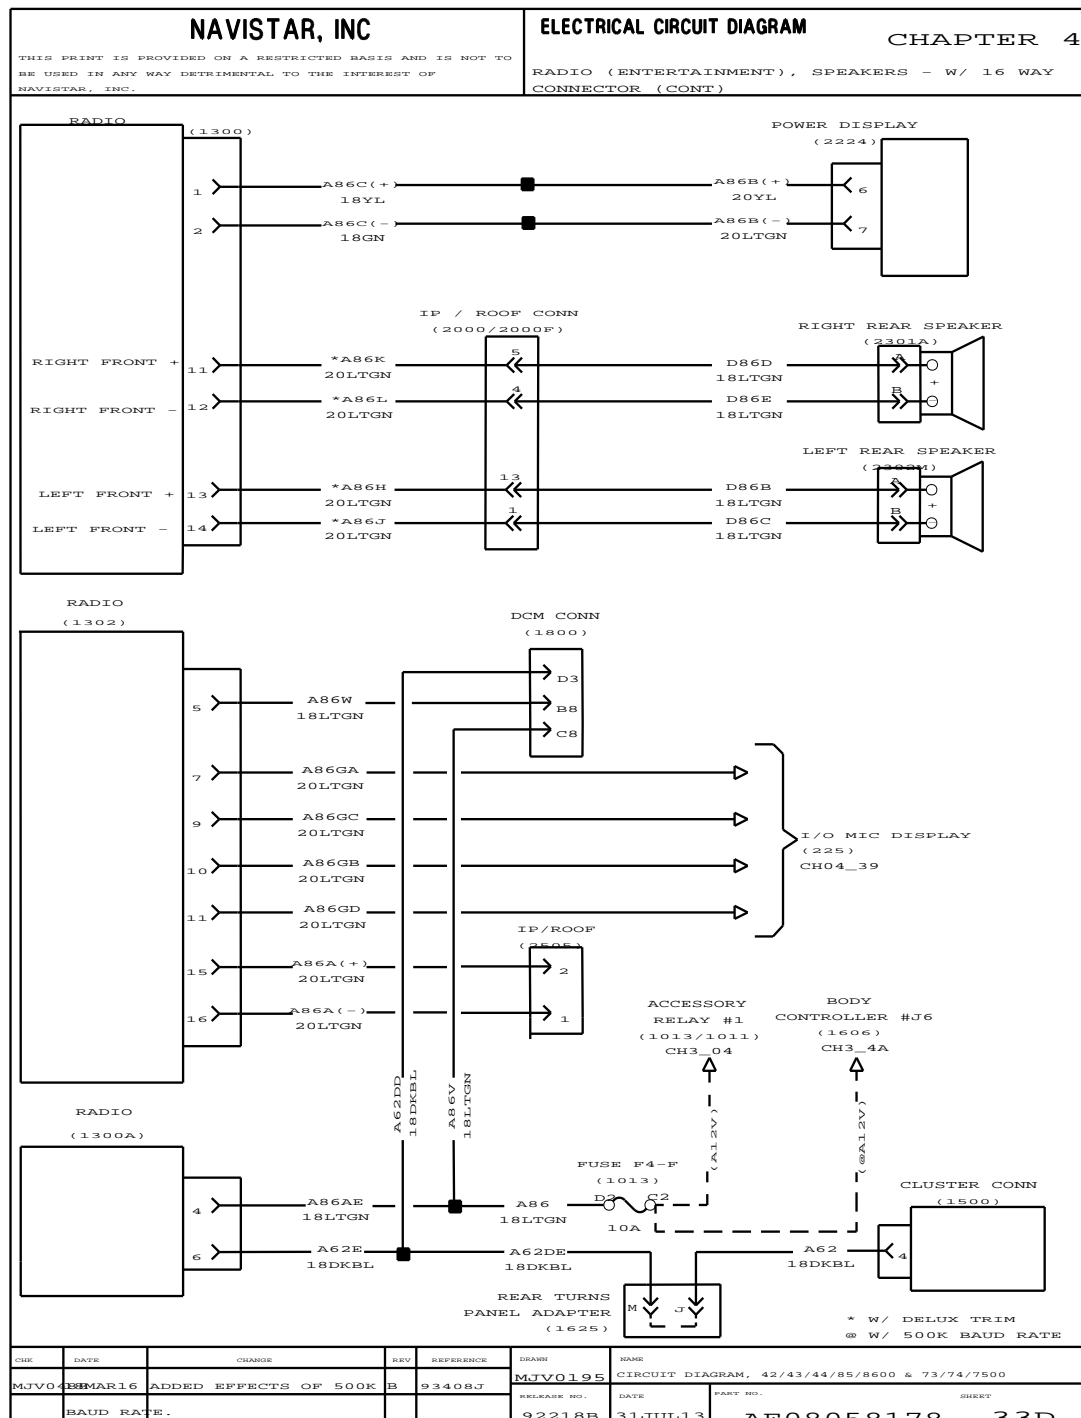 NAVISTAR, INC
THIS PRINT IS PROVIDED ON A RESTRICTED BASIS AND IS NOT TO
BE USED IN ANY WAY DETRIMENTAL TO THE INTEREST OF
NAVISTAR, INC.
ELECTRICAL CIRCUIT DIAGRAM
CHAPTER 4
RADIO (ENTERTAINMENT), SPEAKERS - W/ 16 WAY
CONNECTOR (CONT)
RADIO
(1300)
POWER DISPLAY
(2224)
1
A86C(+)
18YL
A86B(+)
20YL
6
2
A86C(-)
18GN
A86B(-)
20LTGN
7
IP / ROOF CONN
(2000/2000F)
RIGHT REAR SPEAKER
(2301A)
RIGHT FRONT +
11
*A86K
20LTGN
5
D86D
18LTGN
A
+
RIGHT FRONT -
12
*A86L
20LTGN
4
D86E
18LTGN
B
-
LEFT REAR SPEAKER
(2302M)
LEFT FRONT +
13
*A86H
20LTGN
13
D86B
18LTGN
A
+
LEFT FRONT -
14
*A86J
20LTGN
1
D86C
18LTGN
B
-
RADIO
(1302)
DCM CONN
(1800)
D3
5
A86W
18LTGN
B8
C8
7
A86GA
20LTGN
9
A86GC
20LTGN
I/O MIC DISPLAY
(225)
CH04_39
10
A86GB
20LTGN
11
A86GD
20LTGN
IP/ROOF
(2505)
15
A86A(+)
20LTGN
2
16
A86A(-)
20LTGN
1
ACCESSORY
RELAY #1
(1013/1011)
CH3_04
BODY
CONTROLLER #J6
(1606)
CH3_4A
A62DD
18DKBL
A86V
18LTGN
(A12V)
(@A12V)
RADIO
(1300A)
FUSE F4-F
(1013)
D2
C2
10A
CLUSTER CONN
(1500)
4
A86AE
18LTGN
A86
18LTGN
6
A62E
18DKBL
A62DE
18DKBL
A62
18DKBL
4
REAR TURNS
PANEL ADAPTER
(1625)
M
J
* W/ DELUX TRIM
@ W/ 500K BAUD RATE
CHK
DATE
CHANGE
REV
REFERENCE
DRAWN
NAME
ADDED EFFECTS OF 500K
B
93408J
MJV0195
CIRCUIT DIAGRAM, 42/43/44/85/8600 & 73/74/7500
BAUD RATE.
RELEASE NO.
DATE
PART NO.
SHEET
92218B
31JUL13
AE08058178
33D